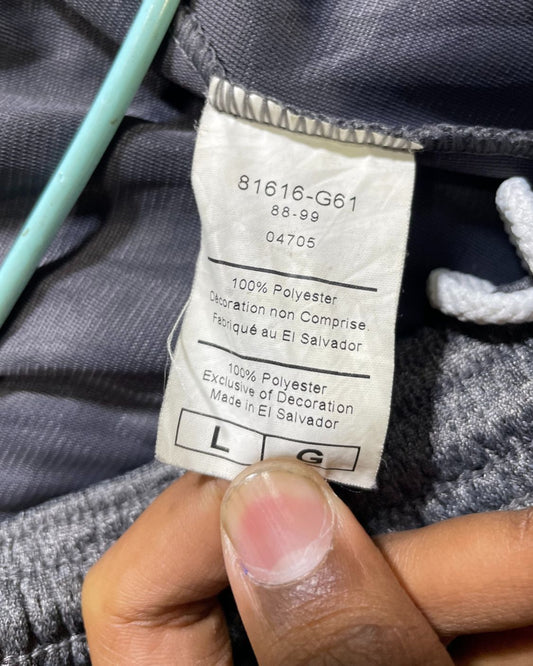 81616-G61
88-99
04705
100% Polyester
Décoration non Comprise.
Fabriqué au El Salvador
100% Polyester
Exclusive of Decoration
Made in El Salvador
L G